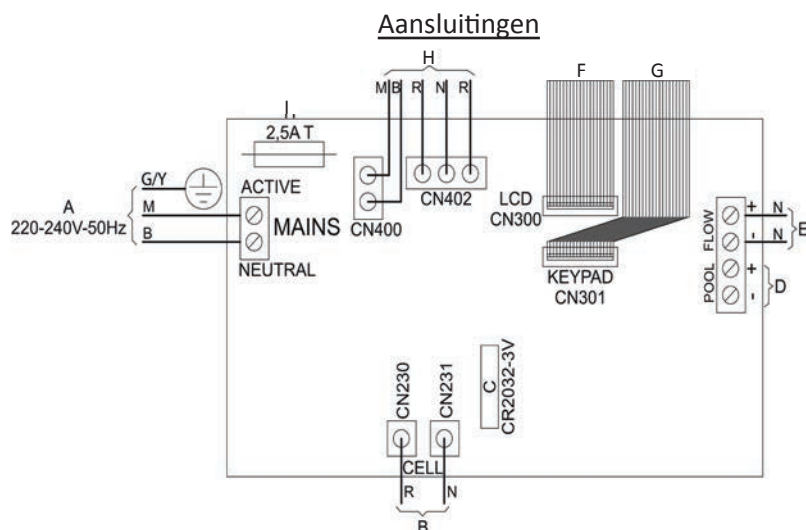 Aansluitingen
H
F
G
M B R N R
J.
2,5A T
G/Y
ACTIVE
A
M
220-240V-50Hz
MAINS
B
NEUTRAL
CN400
CN402
LCD
CN300
KEYPAD
CN301
FLOW
+ N
- N
E
POOL
+
-
D
CN230
CN231
C
CR2032-3V
CELL
R N
B